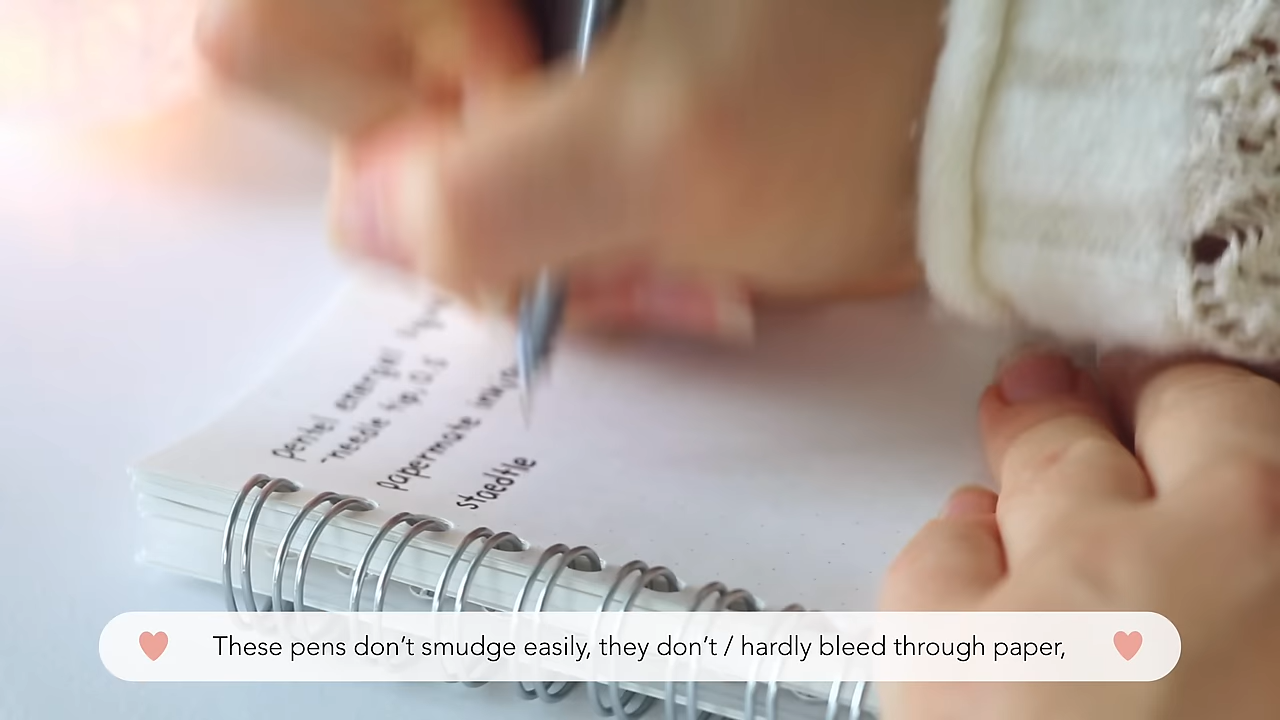 pentel energel
-needle tip, 0.5
papermate
staedtle
These pens don't smudge easily, they don't / hardly bleed through paper,